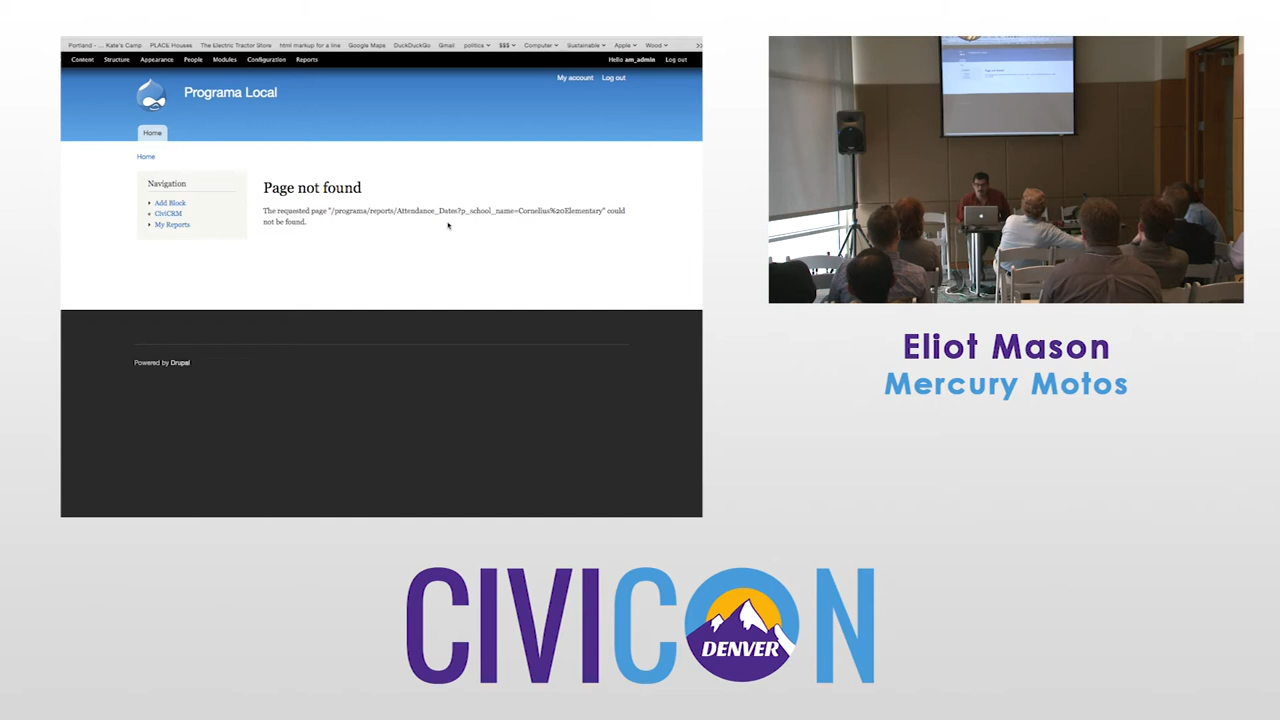 Portland - ... Kate's Camp PLACE Houses The Electric Tractor Store html markup for a line Google Maps DuckDuckGo Gmail politics $$$ Computer Sustainable Apple Wood
Content Structure Appearance People Modules Configuration Reports Hello am_admin Log out
My account Log out
Programa Local
Home
Home
Navigation
Add Block
CiviCRM
My Reports
Page not found
The requested page "/programa/reports/Attendance_Dates?p_school_name=Cornelius%20Elementary" could
not be found.
Powered by Drupal
Eliot Mason
Mercury Motos
CIVICON
DENVER